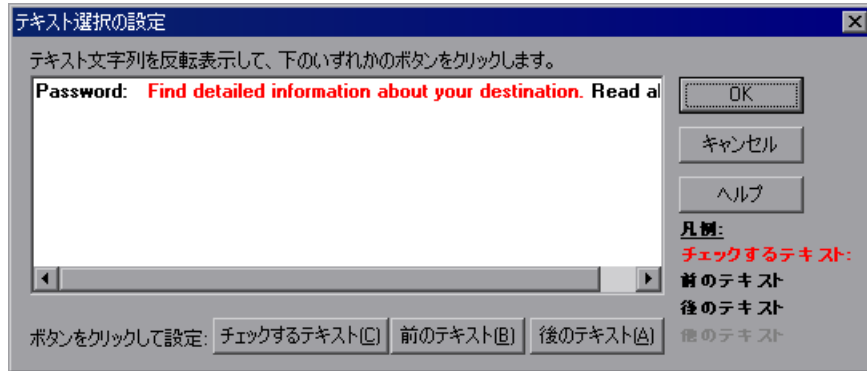 テキスト選択の設定
テキスト文字列を反転表示して、下のいずれかのボタンをクリックします。
Password: Find detailed information about your destination. Read al
OK
キャンセル
ヘルプ
凡例:
チェックするテキスト:
前のテキスト
後のテキスト
他のテキスト
ボタンをクリックして設定: チェックするテキスト(C) 前のテキスト(B) 後のテキスト(A)